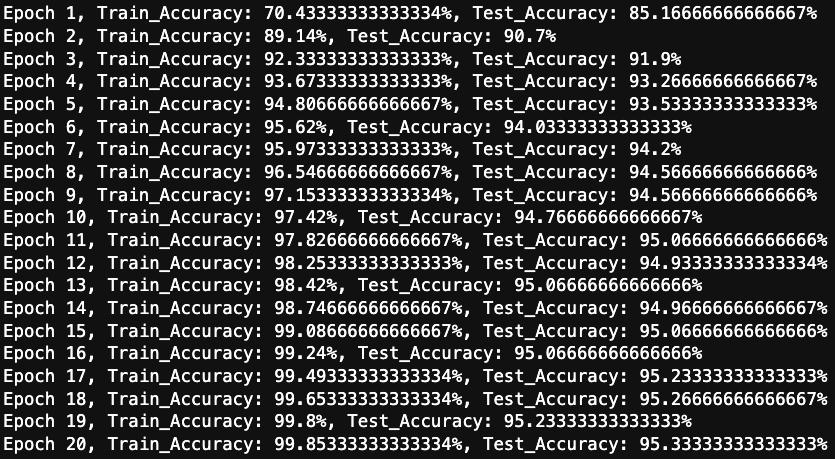 Epoch 1, Train_Accuracy: 70.43333333333334%, Test_Accuracy: 85.16666666666667%
Epoch 2, Train_Accuracy: 89.14%, Test_Accuracy: 90.7%
Epoch 3, Train_Accuracy: 92.33333333333333%, Test_Accuracy: 91.9%
Epoch 4, Train_Accuracy: 93.67333333333333%, Test_Accuracy: 93.26666666666667%
Epoch 5, Train_Accuracy: 94.80666666666667%, Test_Accuracy: 93.53333333333333%
Epoch 6, Train_Accuracy: 95.62%, Test_Accuracy: 94.03333333333333%
Epoch 7, Train_Accuracy: 95.97333333333333%, Test_Accuracy: 94.2%
Epoch 8, Train_Accuracy: 96.54666666666667%, Test_Accuracy: 94.56666666666666%
Epoch 9, Train_Accuracy: 97.15333333333334%, Test_Accuracy: 94.56666666666666%
Epoch 10, Train_Accuracy: 97.42%, Test_Accuracy: 94.76666666666667%
Epoch 11, Train_Accuracy: 97.82666666666667%, Test_Accuracy: 95.06666666666666%
Epoch 12, Train_Accuracy: 98.25333333333333%, Test_Accuracy: 94.93333333333334%
Epoch 13, Train_Accuracy: 98.42%, Test_Accuracy: 95.06666666666666%
Epoch 14, Train_Accuracy: 98.74666666666667%, Test_Accuracy: 94.96666666666667%
Epoch 15, Train_Accuracy: 99.08666666666667%, Test_Accuracy: 95.06666666666666%
Epoch 16, Train_Accuracy: 99.24%, Test_Accuracy: 95.06666666666666%
Epoch 17, Train_Accuracy: 99.49333333333334%, Test_Accuracy: 95.23333333333333%
Epoch 18, Train_Accuracy: 99.65333333333334%, Test_Accuracy: 95.26666666666667%
Epoch 19, Train_Accuracy: 99.8%, Test_Accuracy: 95.23333333333333%
Epoch 20, Train_Accuracy: 99.85333333333334%, Test_Accuracy: 95.33333333333333%